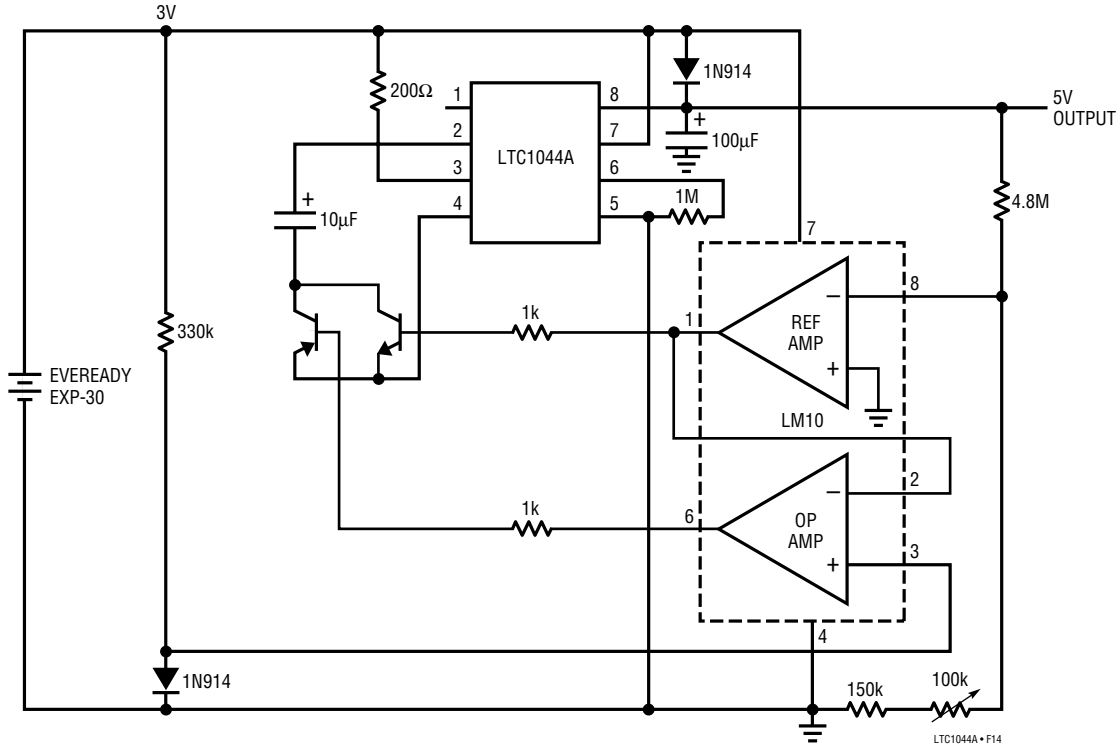 3V
200Ω
1
2
3
4
LTC1044A
8
7
6
5
1N914
+
100µF
5V
OUTPUT
1M
4.8M
+
10µF
7
8
−
REF
AMP
+
1
1k
330k
EVEREADY
EXP-30
LM10
2
−
OP
AMP
+
3
6
1k
4
1N914
150k
100k
LTC1044A • F14